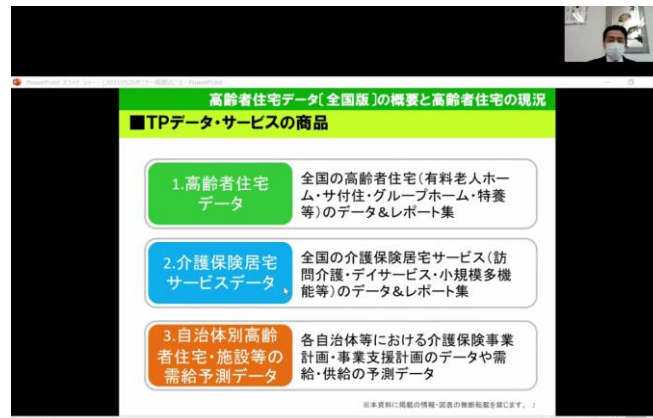 高齢者住宅データ[全国版]の概要と高齢者住宅の現況
■TPデータ・サービスの商品
1.高齢者住宅
データ
全国の高齢者住宅(有料老人ホー
ム・サ付住・グループホーム・特養
等)のデータ&レポート集
2.介護保険居宅
サービスデータ
全国の介護保険居宅サービス(訪
問介護・デイサービス・小規模多機
能等)のデータ&レポート集
3.自治体別高齢
者住宅・施設等の
需給予測データ
各自治体等における介護保険事業
計画・事業支援計画のデータや需
給・供給の予測データ
※本資料に掲載の情報・図表の無断転載を禁じます。 2